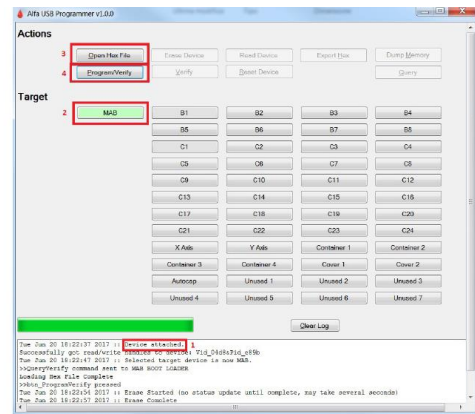 Alfa USB Programmer v1.0.0
Actions
3 Open Hex File Erase Device Read Device Export Hex Dump Memory
4 Program/Verify Verify Reset Device Query
Target
2 MAB B1 B2 B3 B4
B5 B6 B7 B8
C1 C2 C3 C4
C5 C6 C7 C8
C9 C10 C11 C12
C13 C14 C15 C16
C17 C18 C19 C20
C21 C22 C23 C24
X Axis Y Axis Container 1 Container 2
Container 3 Container 4 Cover 1 Cover 2
Autocap Unused 1 Unused 2 Unused 3
Unused 4 Unused 5 Unused 6 Unused 7
Clear Log
Tue Jun 20 18:22:37 2017 :: Device attached. 1
Successfully got read/write handles to device: Vid_04d8&Pid_e89b
Tue Jun 20 18:22:47 2017 :: Selected target device is now MAB.
>>QueryVerify command sent to MAB BOOT LOADER
Loading Hex File Complete
>>btn_ProgramVerify pressed
Tue Jun 20 18:22:54 2017 :: Erase Started (no status update until complete, may take several seconds)
Tue Jun 20 18:22:57 2017 :: Erase Complete